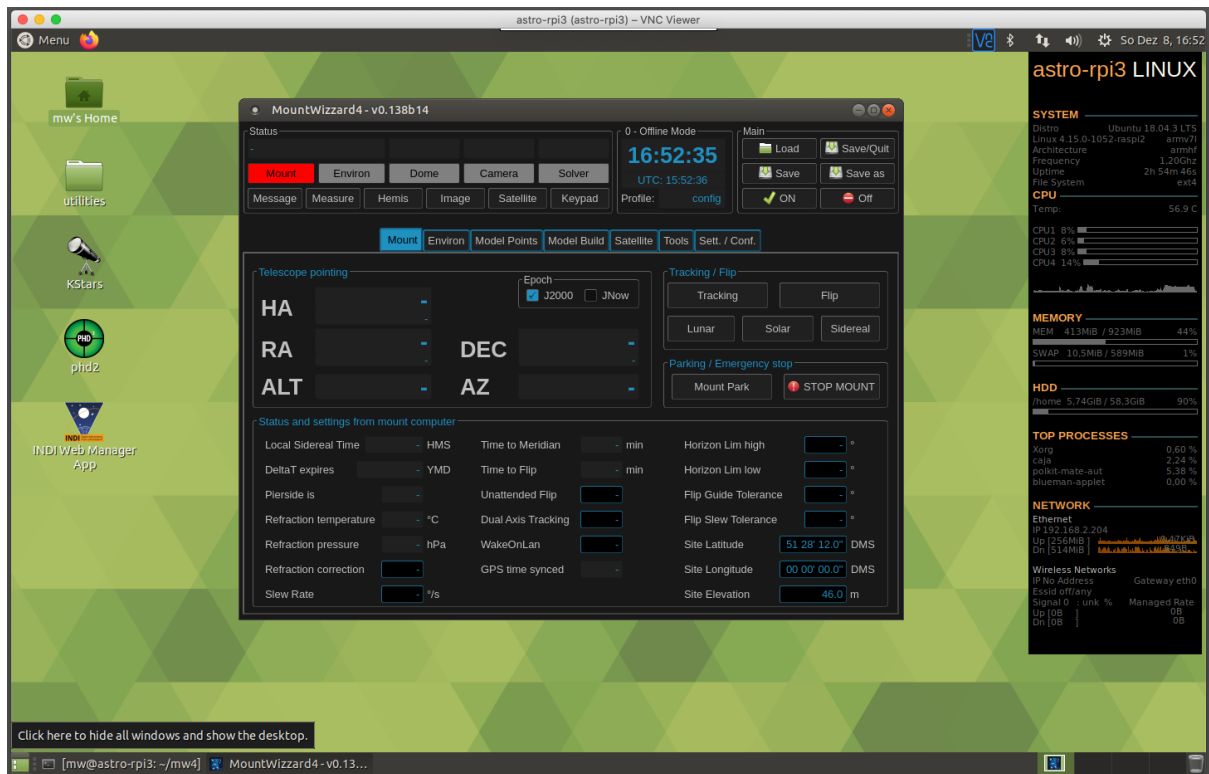 astro-rpi3 (astro-rpi3) – VNC Viewer
Menu
So Dez 8, 16:52
mw's Home
utilities
KStars
PHD
phd2
INDI
INDI Web Manager
App
MountWizzard4 - v0.138b14
Status
-
Mount Environ Dome Camera Solver
Message Measure Hemis Image Satellite Keypad
0 - Offline Mode
16:52:35
UTC: 15:52:36
Profile: config
Main
Load Save/Quit
Save Save as
ON Off
Mount Environ Model Points Model Build Satellite Tools Sett. / Conf.
Telescope pointing
Epoch
J2000 JNow
HA -
-
RA - DEC -
- -
ALT - AZ -
Tracking / Flip
Tracking Flip
Lunar Solar Sidereal
Parking / Emergency stop
Mount Park STOP MOUNT
Status and settings from mount computer
Local Sidereal Time - HMS Time to Meridian - min Horizon Lim high - °
DeltaT expires - YMD Time to Flip - min Horizon Lim low - °
Pierside is - Unattended Flip - Flip Guide Tolerance - °
Refraction temperature - °C Dual Axis Tracking - Flip Slew Tolerance - °
Refraction pressure - hPa WakeOnLan - Site Latitude 51 28' 12.0" DMS
Refraction correction - GPS time synced - Site Longitude 00 00' 00.0" DMS
Slew Rate - °/s Site Elevation 46.0 m
astro-rpi3 LINUX
SYSTEM
Distro Ubuntu 18.04.3 LTS
Linux 4.15.0-1052-raspi2 armv7l
Architecture armhf
Frequency 1,20Ghz
Uptime 2h 54m 46s
File System ext4
CPU
Temp: 56.9 C
CPU1 8%
CPU2 6%
CPU3 8%
CPU4 14%
MEMORY
MEM 413MiB / 923MiB 44%
SWAP 10,5MiB / 589MiB 1%
HDD
/home 5,74GiB / 58,3GiB 90%
TOP PROCESSES
Xorg 0,60 %
caja 2,24 %
polkit-mate-aut 5,38 %
blueman-applet 0,00 %
NETWORK
Ethernet
IP 192.168.2.204
Up [256MiB ]
Dn [514MiB ]
Wireless Networks
IP No Address Gateway eth0
Essid off/any
Signal 0 : unk % Managed Rate
Up [0B ] 0B
Dn [0B ] 0B
Click here to hide all windows and show the desktop.
[mw@astro-rpi3: ~/mw4] MountWizzard4 - v0.13...